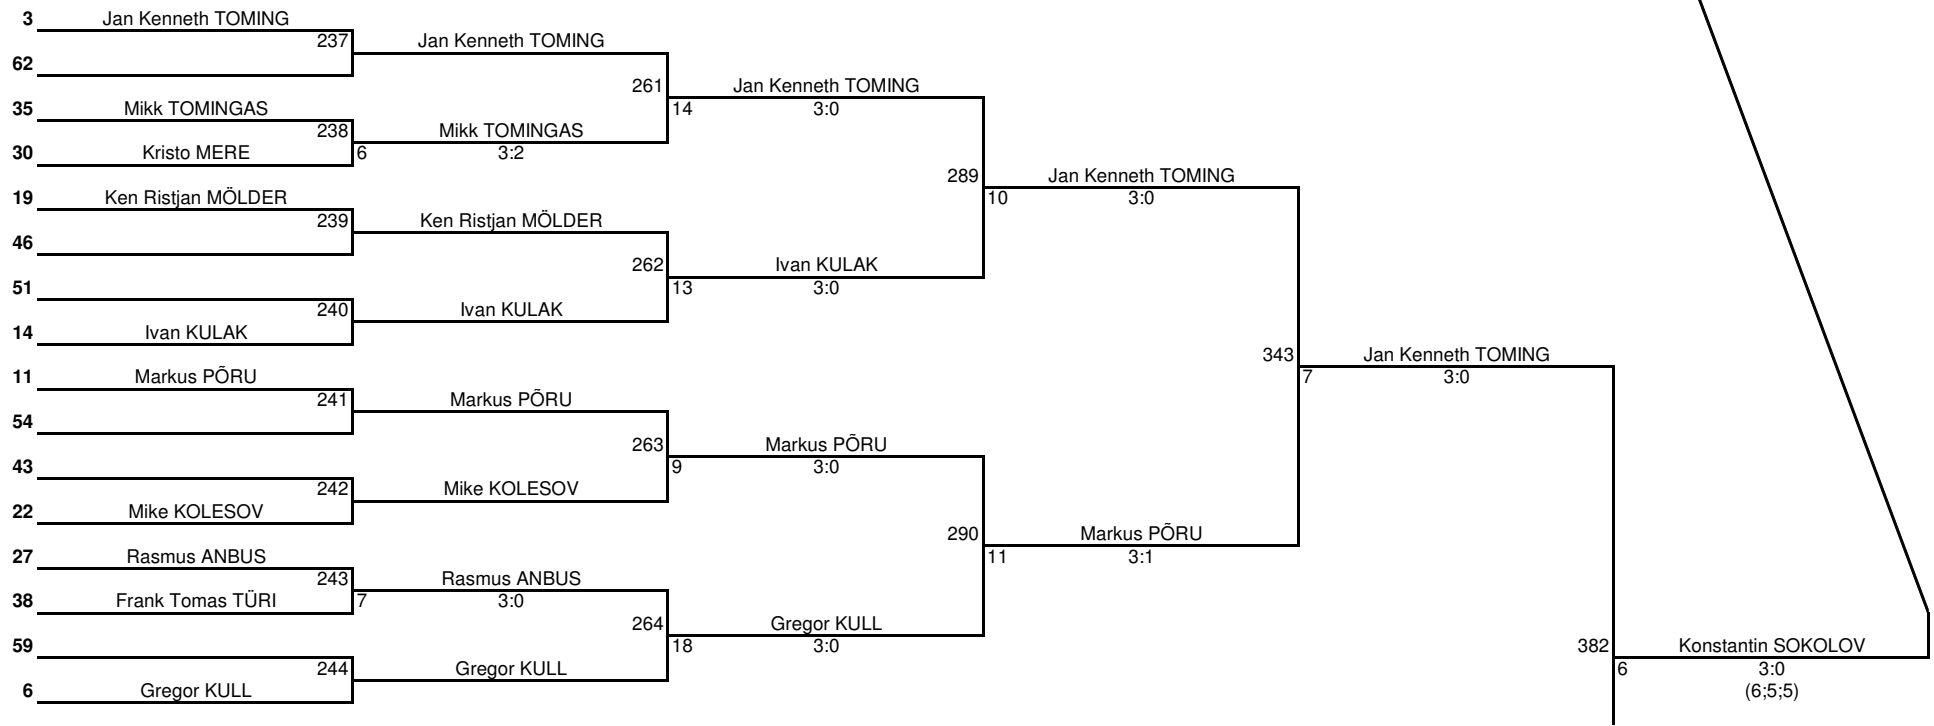 3 Jan Kenneth TOMING
237 Jan Kenneth TOMING
62
261 Jan Kenneth TOMING
35 Mikk TOMINGAS 14 3:0
238 Mikk TOMINGAS
30 Kristo MERE 6 3:2
289 Jan Kenneth TOMING
19 Ken Ristjan MÖLDER 10 3:0
239 Ken Ristjan MÖLDER
46
262 Ivan KULAK
51 13 3:0
240 Ivan KULAK
14 Ivan KULAK
343 Jan Kenneth TOMING
11 Markus PÕRU 7 3:0
241 Markus PÕRU
54
263 Markus PÕRU
43 9 3:0
242 Mike KOLESOV
22 Mike KOLESOV
290 Markus PÕRU
27 Rasmus ANBUS 11 3:1
243 Rasmus ANBUS
38 Frank Tomas TÜRI 7 3:0
264 Gregor KULL
59 18 3:0 382 Konstantin SOKOLOV
244 Gregor KULL 6 3:0
6 Gregor KULL (6;5;5)